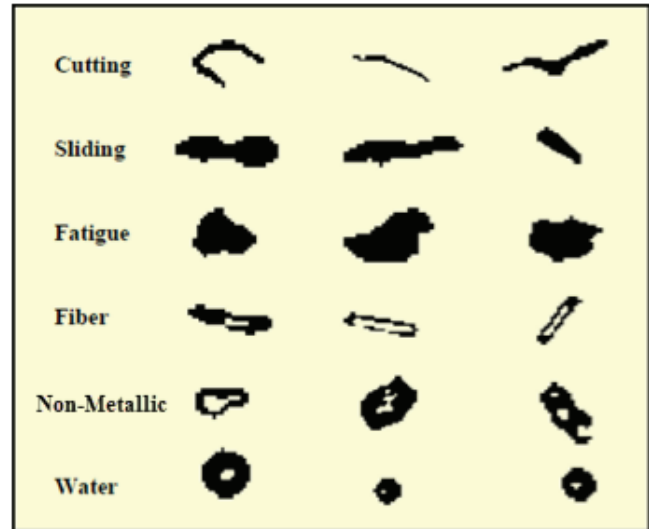 Cutting
Sliding
Fatigue
Fiber
Non-Metallic
Water